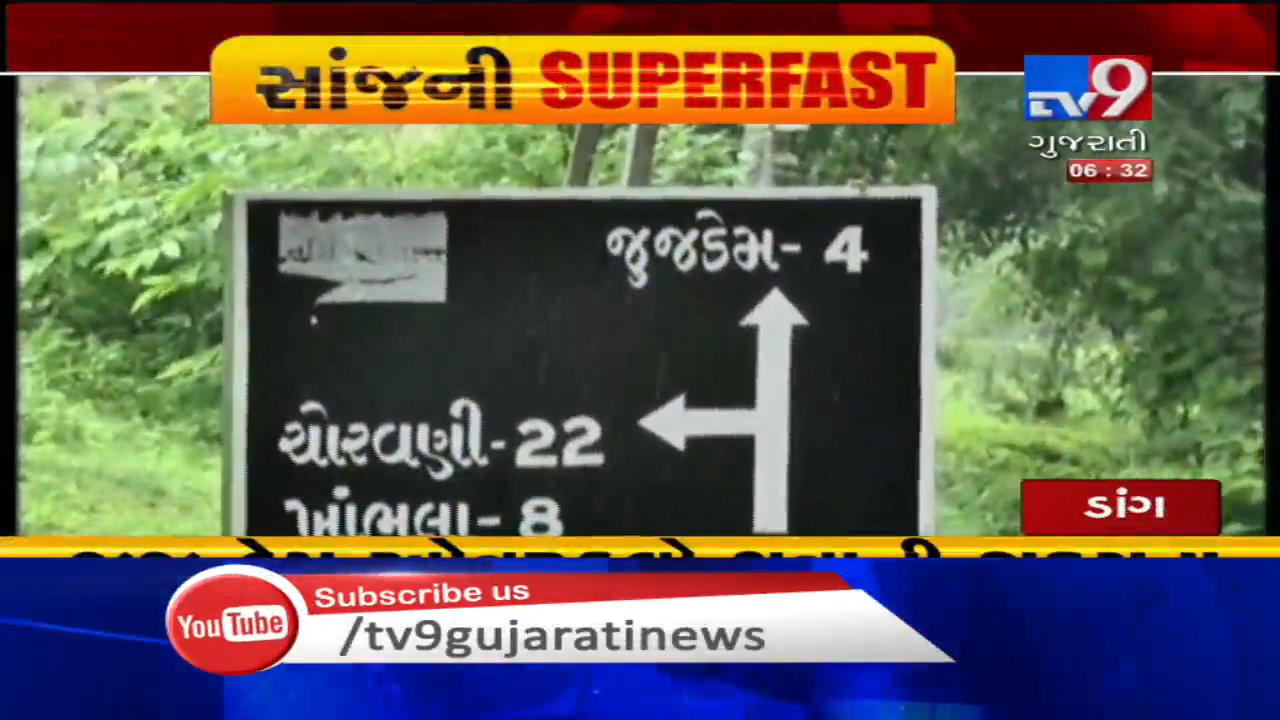 સાંજની SUPERFAST
tv9
ગુજરાતી
06 : 32
જુજડેમ- 4
ચોરવણી-22
ખાંભલા- 8
ડાંગ
YouTube
Subscribe us
/tv9gujaratinews